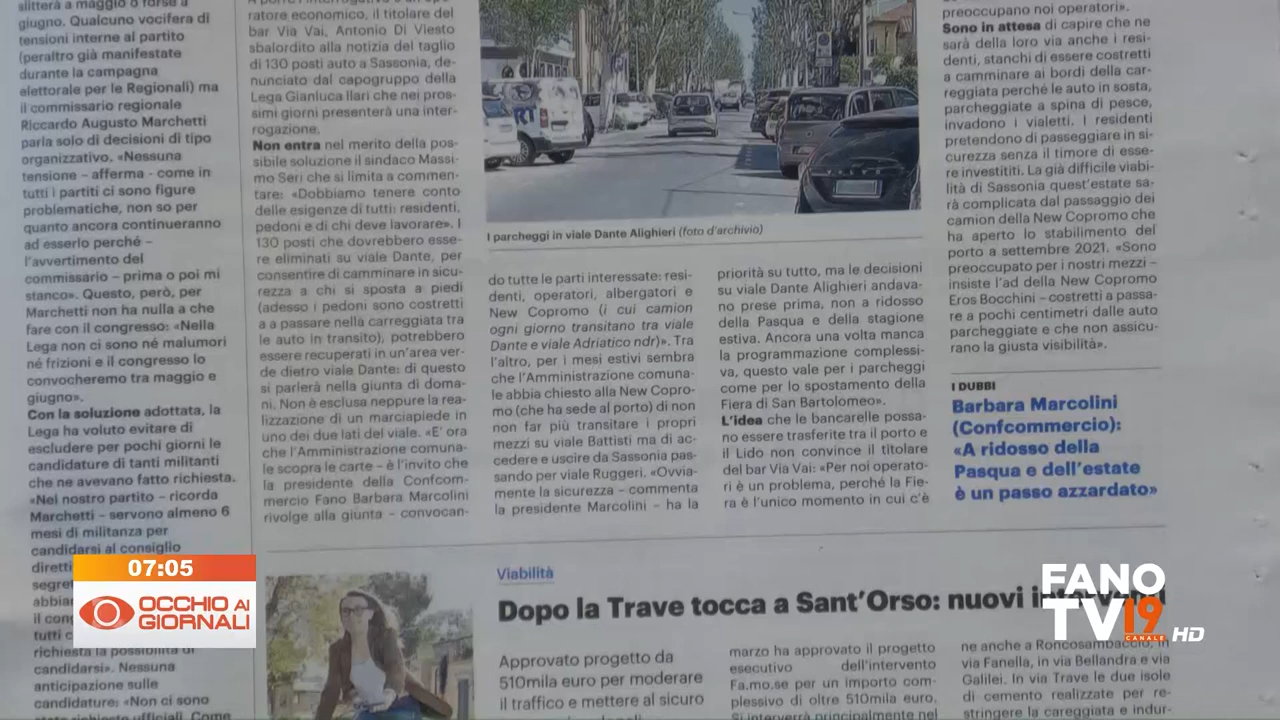 slitterà a maggio o forse a
giugno. Qualcuno vocifera di
tensioni interne al partito
(peraltro già manifestate
durante la campagna
elettorale per le Regionali) ma
il commissario regionale
Riccardo Augusto Marchetti
parla solo di decisioni di tipo
organizzativo. «Nessuna
tensione – afferma - come in
tutti i partiti ci sono figure
problematiche, non so per
quanto ancora continueranno
ad esserlo perché –
l'avvertimento del
commissario – prima o poi mi
stanco». Questo, però, per
Marchetti non ha nulla a che
fare con il congresso: «Nella
Lega non ci sono né malumori
né frizioni e il congresso lo
convocheremo tra maggio e
giugno».
Con la soluzione adottata, la
Lega ha voluto evitare di
escludere per pochi giorni le
candidature di tanti militanti
che ne avevano fatto richiesta.
«Nel nostro partito – ricorda
Marchetti – servono almeno 6
mesi di militanza per
candidarsi al consiglio
diretti
segret
abbia
il con
tutti c
richiesta la possibilità di
candidarsi». Nessuna
anticipazione sulle
candidature: «Non ci sono
richieste ufficiali. Come
ratore economico, il titolare del
bar Via Vai, Antonio Di Viesto
sbalordito alla notizia del taglio
di 130 posti auto a Sassonia, de-
nunciato dal capogruppo della
Lega Gianluca Ilari che nei pros-
simi giorni presenterà una inter-
rogazione.
Non entra nel merito della pos-
sibile soluzione il sindaco Massi-
mo Seri che si limita a commen-
tare: «Dobbiamo tenere conto
delle esigenze di tutti: residenti,
pedoni e di chi deve lavorare». I
130 posti che dovrebbero esse-
re eliminati su viale Dante, per
consentire di camminare in sicu-
rezza a chi si sposta a piedi
(adesso i pedoni sono costretti
a a passare nella carreggiata tra
le auto in transito), potrebbero
essere recuperati in un'area ver-
de dietro viale Dante: di questo
si parlerà nella giunta di doma-
ni. Non è esclusa neppure la rea-
lizzazione di un marciapiede in
uno dei due lati del viale. «E' ora
che l'Amministrazione comuna-
le scopra le carte – è l'invito che
la presidente della Confcom-
mercio Fano Barbara Marcolini
rivolge alla giunta – convocan-
I parcheggi in viale Dante Alighieri (foto d'archivio)
do tutte le parti interessate: resi-
denti, operatori, albergatori e
New Copromo (i cui camion
ogni giorno transitano tra viale
Dante e viale Adriatico ndr)». Tra
l'altro, per i mesi estivi sembra
che l'Amministrazione comuna-
le abbia chiesto alla New Copro-
mo (che ha sede al porto) di non
non far più transitare i propri
mezzi su viale Battisti ma di ac-
cedere e uscire da Sassonia pas-
sando per viale Ruggeri. «Ovvia-
mente la sicurezza – commenta
la presidente Marcolini – ha la
priorità su tutto, ma le decisioni
su viale Dante Alighieri andava-
no prese prima, non a ridosso
della Pasqua e della stagione
estiva. Ancora una volta manca
la programmazione complessi-
va, questo vale per i parcheggi
come per lo spostamento della
Fiera di San Bartolomeo».
L'idea che le bancarelle possa-
no essere trasferite tra il porto e
il Lido non convince il titolare
del bar Via Vai: «Per noi operato-
ri è un problema, perché la Fie-
ra è l'unico momento in cui c'è
preoccupano noi operatori».
Sono in attesa di capire che ne
sarà della loro via anche i resi-
denti, stanchi di essere costretti
a camminare ai bordi della car-
reggiata perché le auto in sosta,
parcheggiate a spina di pesce,
invadono i vialetti. I residenti
pretendono di passeggiare in si-
curezza senza il timore di esse-
re investititi. La già difficile viabi-
lità di Sassonia quest'estate sa-
rà complicata dal passaggio dei
camion della New Copromo che
ha aperto lo stabilimento del
porto a settembre 2021. «Sono
preoccupato per i nostri mezzi –
insiste l'ad della New Copromo
Eros Bocchini – costretti a passa-
re a pochi centimetri dalle auto
parcheggiate e che non assicu-
rano la giusta visibilità».
I DUBBI
Barbara Marcolini
(Confcommercio):
«A ridosso della
Pasqua e dell'estate
è un passo azzardato»
Viabilità
Dopo la Trave tocca a Sant'Orso: nuovi
Approvato progetto da
510mila euro per moderare
il traffico e mettere al sicuro
marzo ha approvato il progetto
esecutivo dell'intervento
Fa.mo.se per un importo com-
plessivo di oltre 510mila euro.
Si interverrà principalmente nel
ne anche a Roncosambaccio, in
via Fanella, in via Bellandra e via
Galilei. In via Trave le due isole
di cemento realizzate per re-
stringere la careggiata e indur-
07:05
OCCHIO AI
GIORNALI
FANO
TV19
CANALE HD